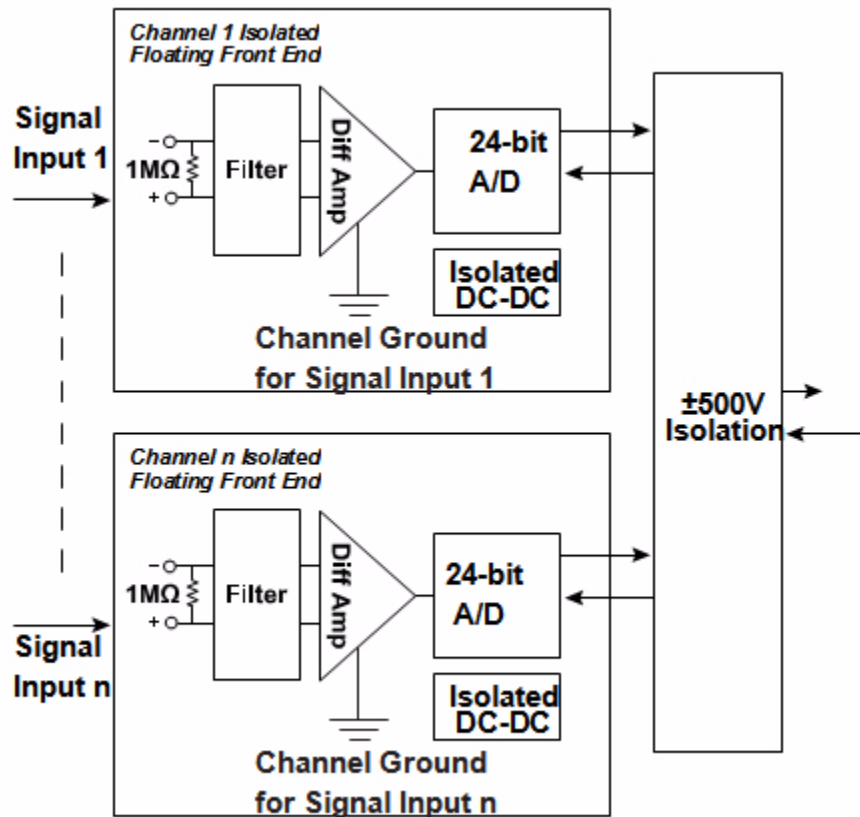 Channel 1 Isolated
Floating Front End
Signal
Input 1
−
1MΩ
+
Filter
Diff Amp
24-bit
A/D
Isolated
DC-DC
Channel Ground
for Signal Input 1
±500V
Isolation
Channel n Isolated
Floating Front End
−
1MΩ
+
Filter
Diff Amp
24-bit
A/D
Signal
Input n
Isolated
DC-DC
Channel Ground
for Signal Input n